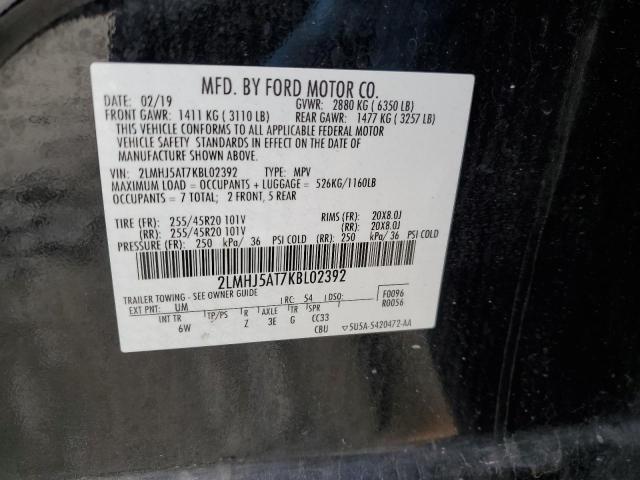 MFD. BY FORD MOTOR CO.
DATE: 02/19 GVWR: 2880 KG ( 6350 LB)
FRONT GAWR: 1411 KG ( 3110 LB) REAR GAWR: 1477 KG ( 3257 LB)
THIS VEHICLE CONFORMS TO ALL APPLICABLE FEDERAL MOTOR
VEHICLE SAFETY STANDARDS IN EFFECT ON THE DATE OF
MANUFACTURE SHOWN ABOVE.
VIN: 2LMHJ5AT7KBL02392 TYPE: MPV
MAXIMUM LOAD = OCCUPANTS + LUGGAGE = 526KG/1160LB
OCCUPANTS = 7 TOTAL; 2 FRONT, 5 REAR
TIRE (FR): 255/45R20 101V RIMS (FR): 20X8.0J
(RR): 255/45R20 101V (RR): 20X8.0J
PRESSURE (FR): 250 kPa/ 36 PSI COLD (RR): 250 kPa/ 36 PSI COLD
2LMHJ5AT7KBL02392
TRAILER TOWING - SEE OWNER GUIDE
EXT PNT: UM RC: 54 DSO: F0096
R0056
INT TR TP/PS R AXLE TR SPR
6W Z 3E G CC33
CBU ▽5U5A-5420472-AA